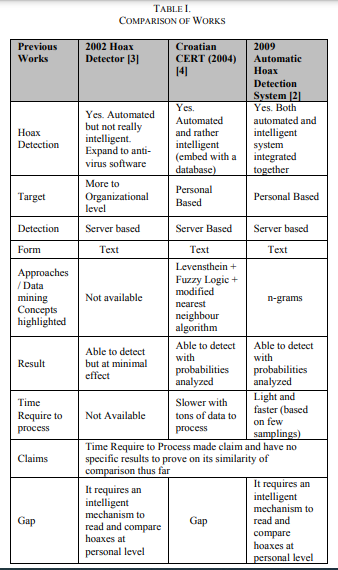 TABLE I.
COMPARISON OF WORKS
Previous Works
2002 Hoax Detector [3]
Croatian CERT (2004) [4]
2009 Automatic Hoax Detection System [2]
Hoax Detection
Yes. Automated but not really intelligent. Expand to anti-virus software
Yes. Automated and rather intelligent (embed with a database)
Yes. Both automated and intelligent system integrated together
Target
More to Organizational level
Personal Based
Personal Based
Detection
Server based
Server Based
Server based
Form
Text
Text
Text
Approaches / Data mining Concepts highlighted
Not available
Levensthein + Fuzzy Logic + modified nearest neighbour algorithm
n-grams
Result
Able to detect but at minimal effect
Able to detect with probabilities analyzed
Able to detect with probabilities analyzed
Time Require to process
Not Available
Slower with tons of data to process
Light and faster (based on few samplings)
Claims
Time Require to Process made claim and have no specific results to prove on its similarity of comparison thus far
Gap
It requires an intelligent mechanism to read and compare hoaxes at personal level
Gap
It requires an intelligent mechanism to read and compare hoaxes at personal level